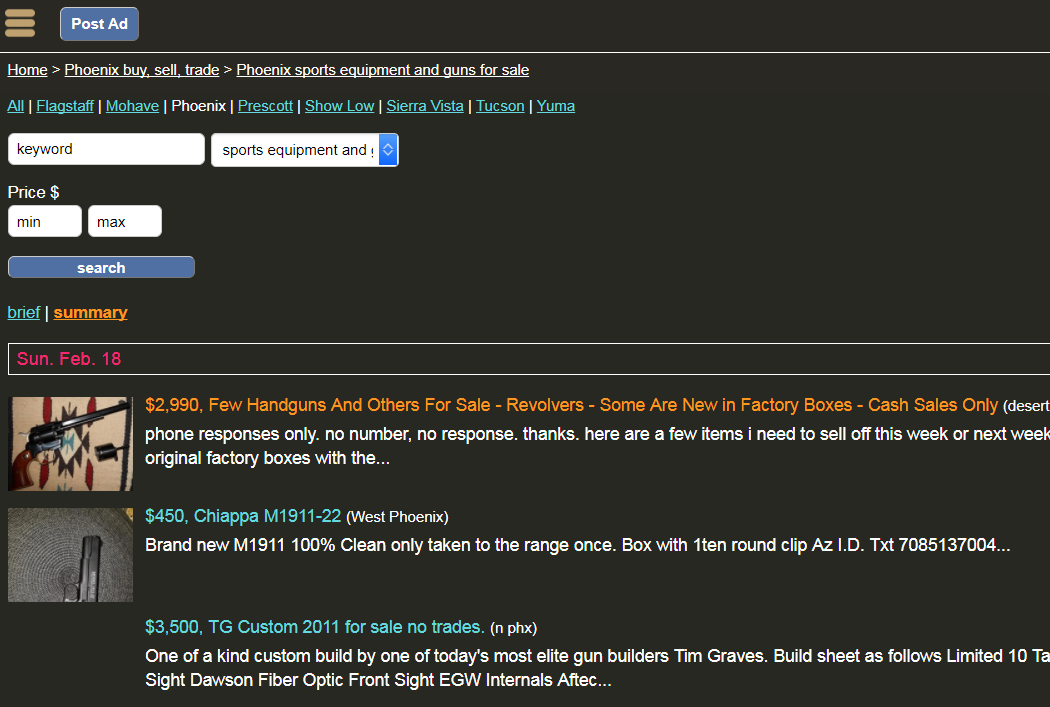 Post Ad
Home > Phoenix buy, sell, trade > Phoenix sports equipment and guns for sale
All | Flagstaff | Mohave | Phoenix | Prescott | Show Low | Sierra Vista | Tucson | Yuma
keyword sports equipment and
Price $
min max
search
brief | summary
Sun. Feb. 18
$2,990, Few Handguns And Others For Sale - Revolvers - Some Are New in Factory Boxes - Cash Sales Only (desert
phone responses only. no number, no response. thanks. here are a few items i need to sell off this week or next week
original factory boxes with the...
$450, Chiappa M1911-22 (West Phoenix)
Brand new M1911 100% Clean only taken to the range once. Box with 1ten round clip Az I.D. Txt 7085137004...
$3,500, TG Custom 2011 for sale no trades. (n phx)
One of a kind custom build by one of today's most elite gun builders Tim Graves. Build sheet as follows Limited 10 Ta
Sight Dawson Fiber Optic Front Sight EGW Internals Aftec...